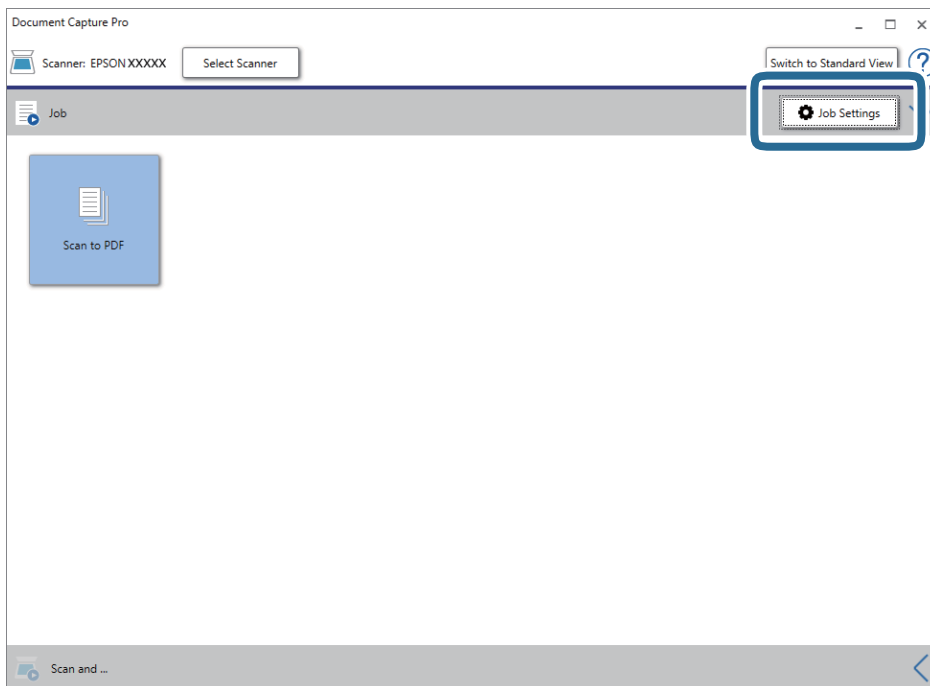 Document Capture Pro
Scanner: EPSON XXXXX
Select Scanner
Switch to Standard View
?
Job
Job Settings
Scan to PDF
Scan and ...